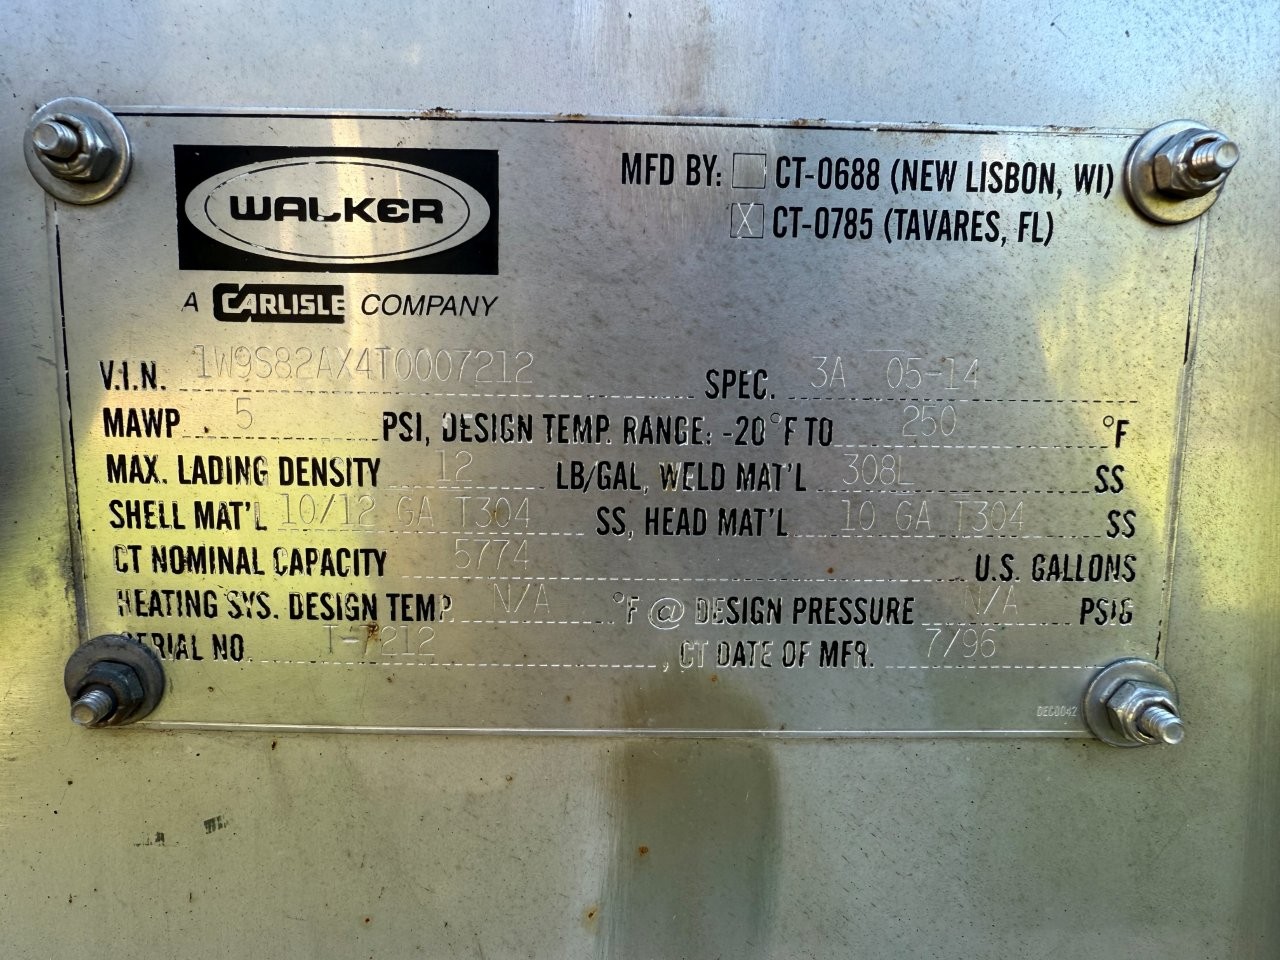 WALKER
A CARLISLE COMPANY
MFD BY: CT-0688 (NEW LISBON, WI)
X CT-0785 (TAVARES, FL)
V.I.N. 1W9S82AX4T0007212 SPEC. 3A 05-14
MAWP 5 PSI, DESIGN TEMP. RANGE: -20°F TO 250 °F
MAX. LADING DENSITY 12 LB/GAL, WELD MAT'L 308L SS
SHELL MAT'L 10/12 GA T304 SS, HEAD MAT'L 10 GA T304 SS
CT NOMINAL CAPACITY 5774 U.S. GALLONS
HEATING SYS. DESIGN TEMP. N/A °F @ DESIGN PRESSURE N/A PSIG
SERIAL NO. T-7212, CT DATE OF MFR. 7/96
DEC0042